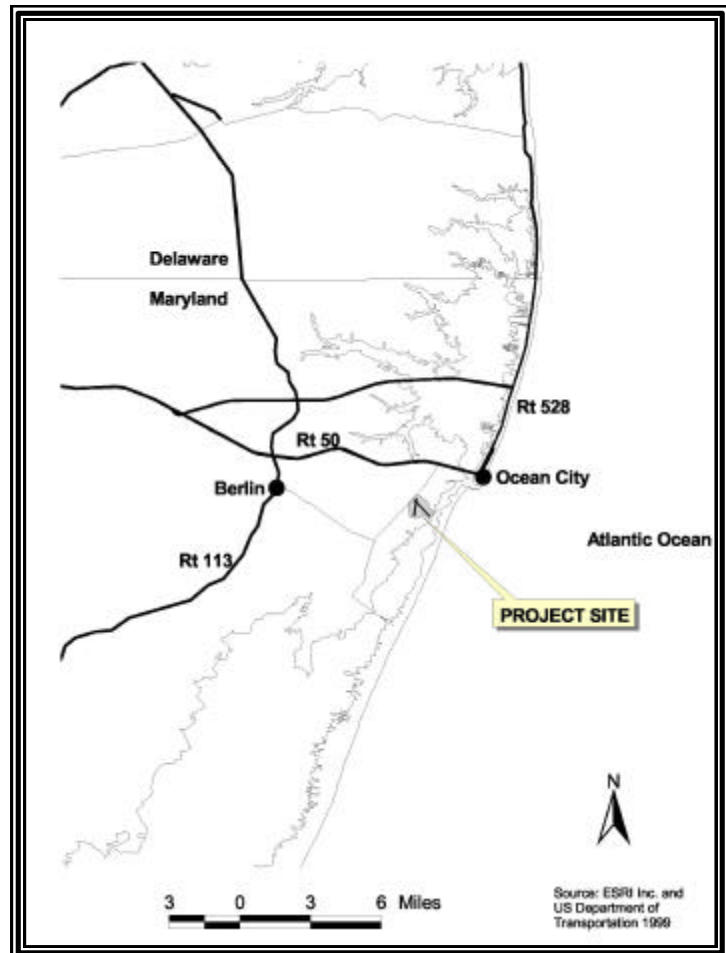 Delaware
Maryland
Rt 528
Rt 50
Berlin
Ocean City
Atlantic Ocean
Rt 113
PROJECT SITE
N
3 0 3 6 Miles
Source: ESRI Inc. and
US Department of
Transportation 1999